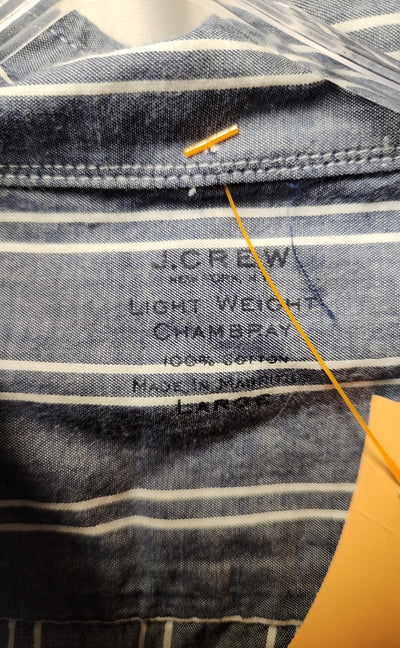 J.CREW
NEW YORK, N.Y.
LIGHT WEIGHT
CHAMBRAY
100% COTTON
MADE IN MAURITIUS
LARGE